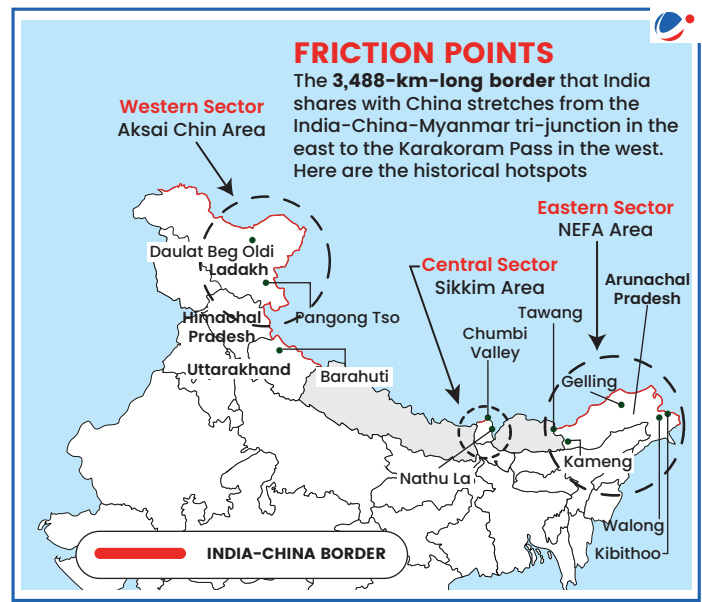 FRICTION POINTS
The 3,488-km-long border that India
shares with China stretches from the
India-China-Myanmar tri-junction in the
east to the Karakoram Pass in the west.
Here are the historical hotspots
Western Sector
Aksai Chin Area
Eastern Sector
NEFA Area
Central Sector
Sikkim Area
Daulat Beg Oldi
Ladakh
Pangong Tso
Himachal
Pradesh
Uttarakhand
Barahuti
Chumbi
Valley
Tawang
Arunachal
Pradesh
Gelling
Nathu La
Kameng
Walong
Kibithoo
INDIA-CHINA BORDER